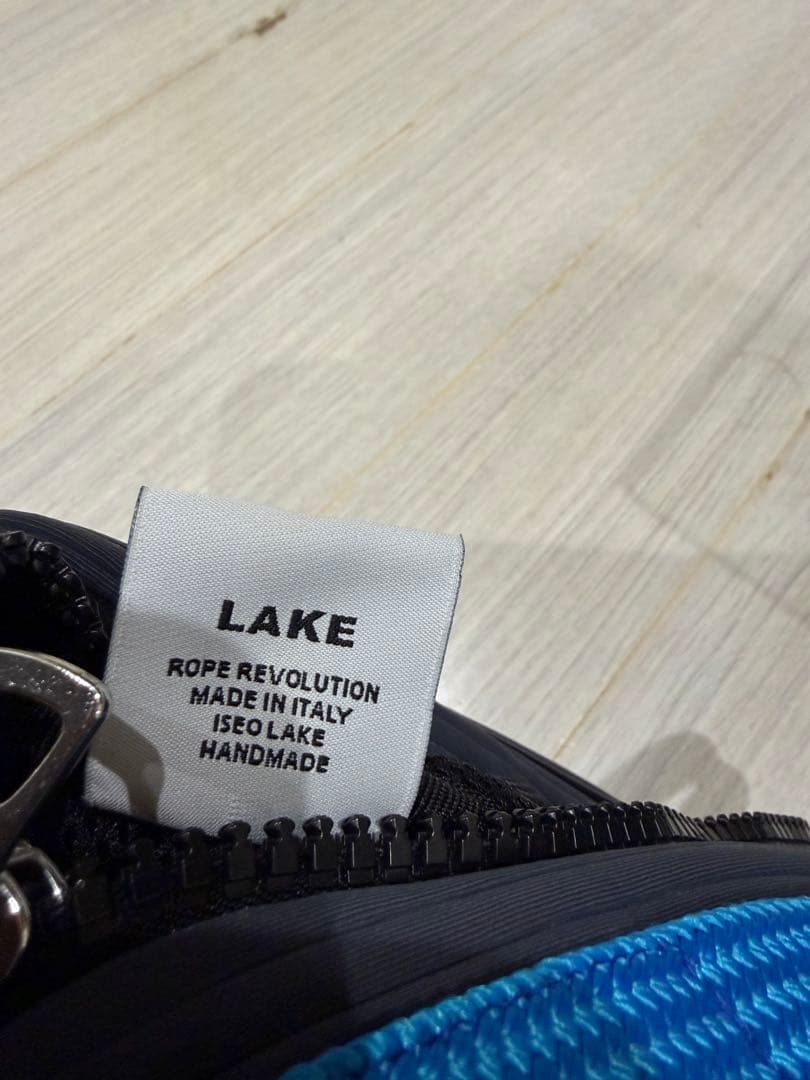 LAKE
ROPE REVOLUTION
MADE IN ITALY
ISEO LAKE
HANDMADE